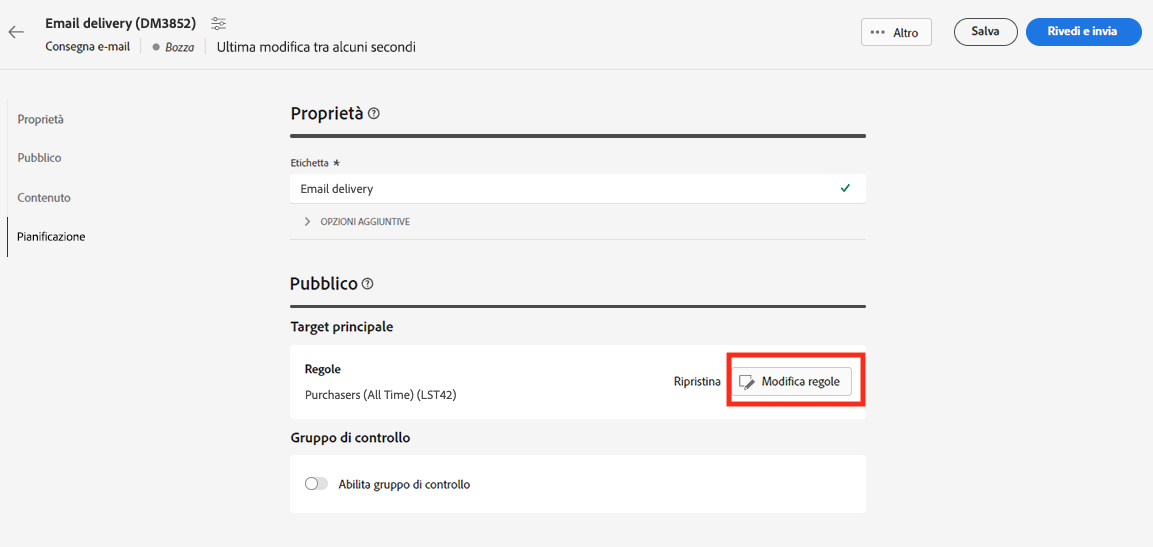 Email delivery (DM3852)
Consegna e-mail
Bozza
Ultima modifica tra alcuni secondi
Altro
Salva
Rivedi e invia
Proprietà
Pubblico
Contenuto
Pianificazione
Proprietà
Etichetta *
Email delivery
OPZIONI AGGIUNTIVE
Pubblico
Target principale
Regole
Purchasers (All Time) (LST42)
Ripristina
Modifica regole
Gruppo di controllo
Abilita gruppo di controllo